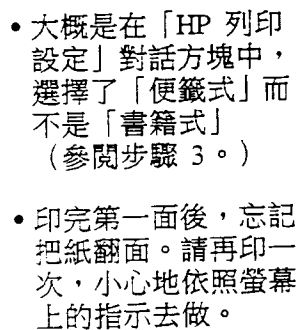 • 大概是在「HP 列印
設定」對話方塊中，
選擇了「便籤式」而
不是「書籍式」
（參閱步驟 3。）
• 印完第一面後，忘記
把紙翻面。請再印一
次，小心地依照螢幕
上的指示去做。